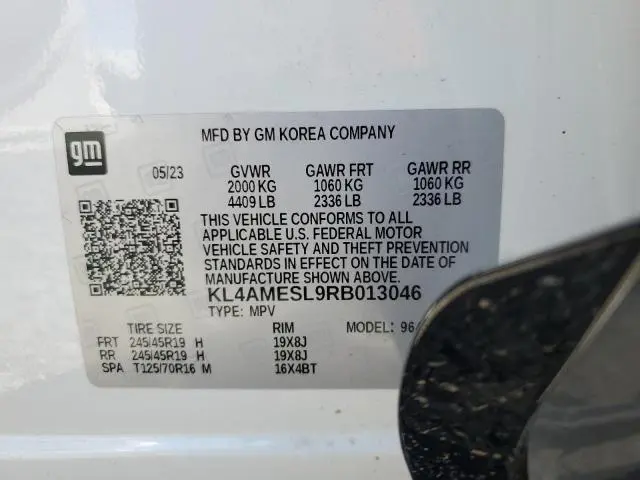 gm
MFD BY GM KOREA COMPANY
05/23 GVWR GAWR FRT GAWR RR
2000 KG 1060 KG 1060 KG
4409 LB 2336 LB 2336 LB
THIS VEHICLE CONFORMS TO ALL
APPLICABLE U.S. FEDERAL MOTOR
VEHICLE SAFETY AND THEFT PREVENTION
STANDARDS IN EFFECT ON THE DATE OF
MANUFACTURE SHOWN ABOVE.
KL4AMESL9RB013046
TYPE: MPV
TIRE SIZE RIM MODEL: 96
FRT 245/45R19 H 19X8J
RR 245/45R19 H 19X8J
SPA T125/70R16 M 16X4BT